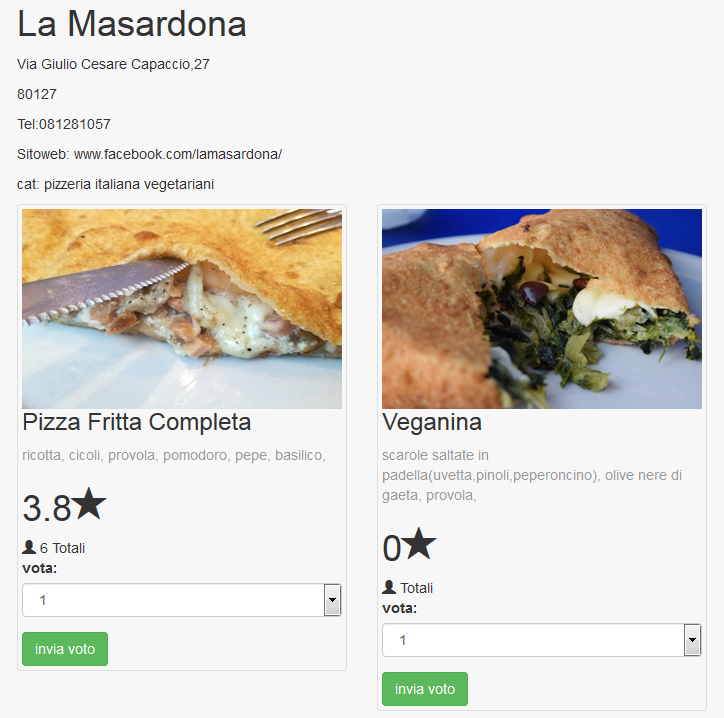 La Masardona
Via Giulio Cesare Capaccio,27
80127
Tel:081281057
Sitoweb: www.facebook.com/lamasardona/
cat: pizzeria italiana vegetariani
Pizza Fritta Completa
ricotta, cicoli, provola, pomodoro, pepe, basilico,
3.8★
6 Totali
vota:
1
invia voto
Veganina
scarole saltate in
padella(uvetta,pinoli,peperoncino), olive nere di
gaeta, provola,
0★
Totali
vota:
1
invia voto